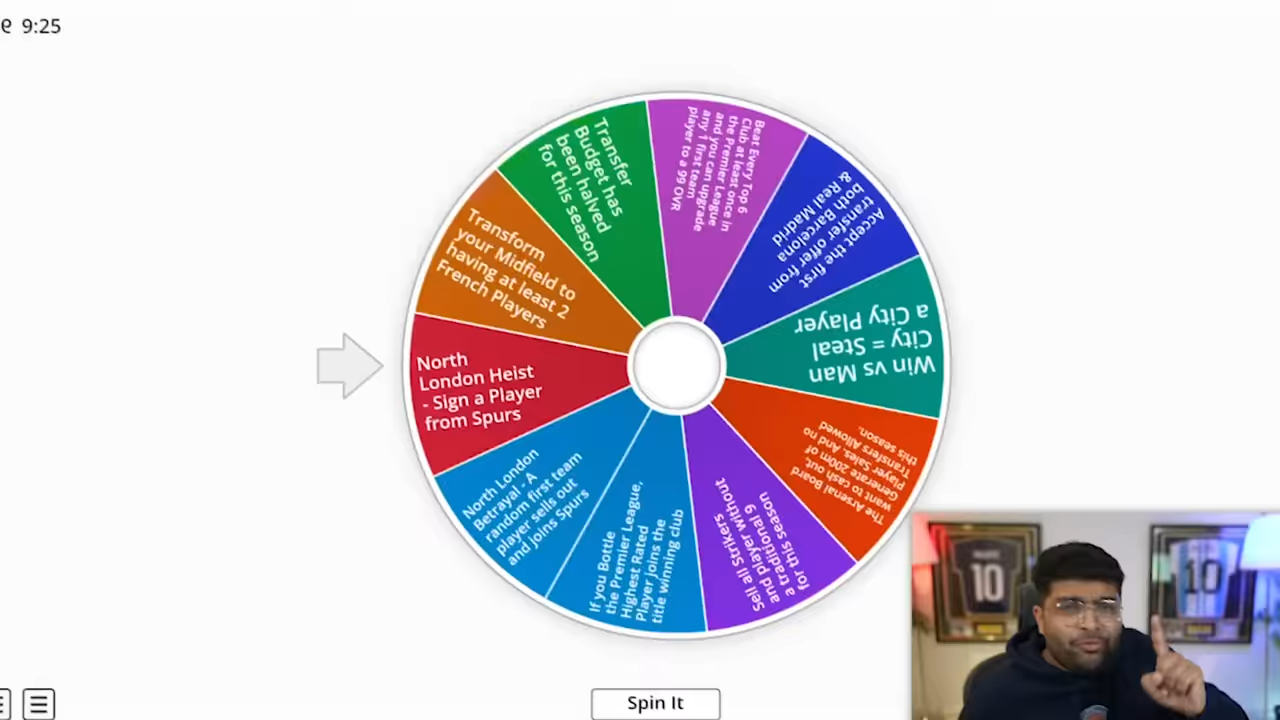 e 9:25
Beat Every Top 6
Club at least once in
the Premier League
and you can upgrade
any 1 first team
player to a 99 OVR
Accept the first
transfer offer from
both Barcelona
& Real Madrid
Win vs Man
City = Steal
a City Player
The Arsenal Board
want to cash out,
Generate 200m of
Player Sales, And no
Transfers Allowed
this season.
Sell all Strikers
and player without
a traditional 9
for this season
If you Bottle
the Premier League,
Highest Rated
Player joins the
title winning club
North London
Betrayal - A
random first team
player sells out
and joins Spurs
North
London Heist
- Sign a Player
from Spurs
Transform
your Midfield to
having at least 2
French Players
Transfer
Budget has
been halved
for this season
10
10
Spin It